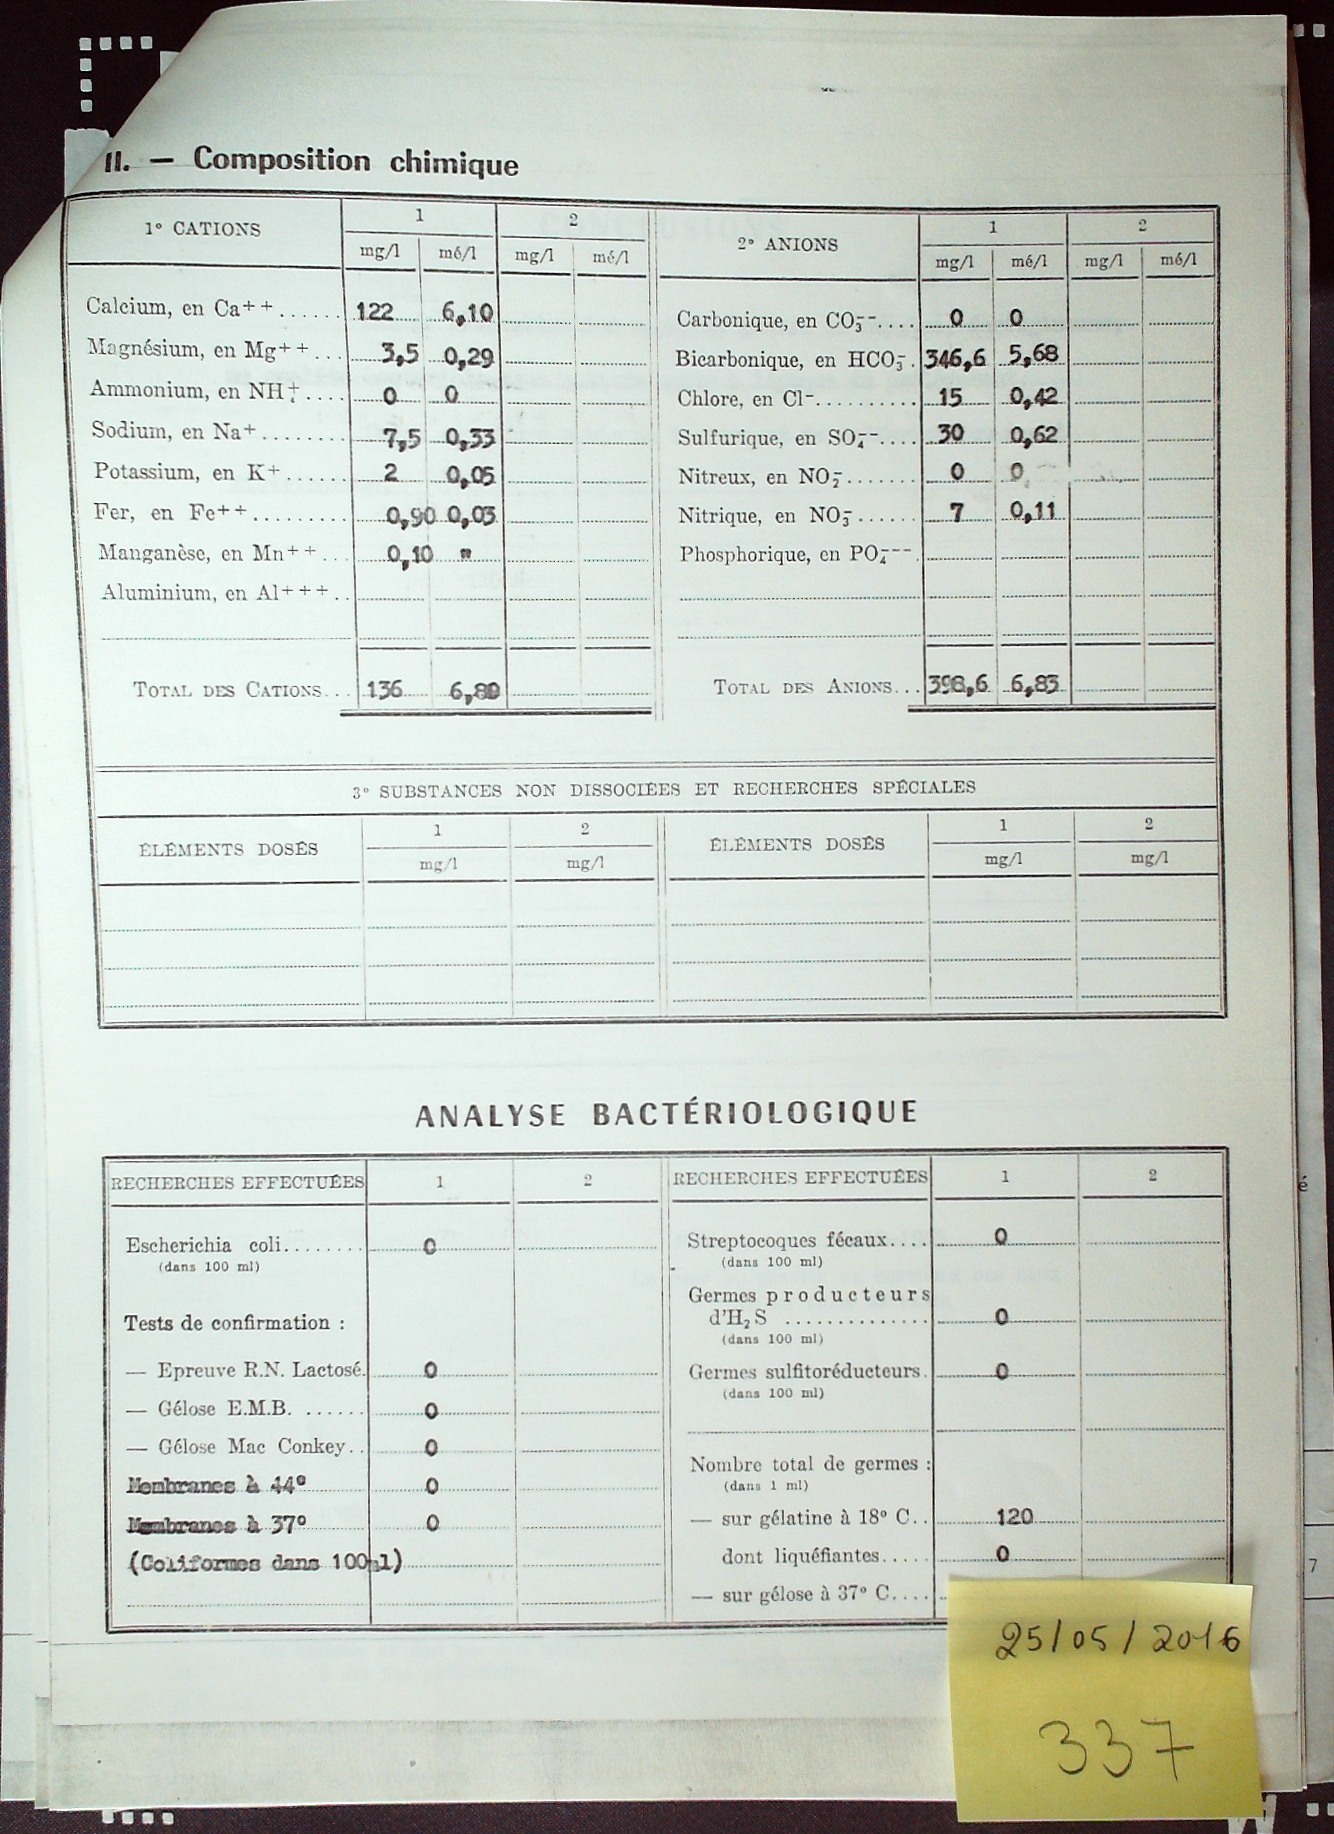 II. — Composition chimique
1° CATIONS 1 2 2° ANIONS 1 2
mg/l mé/l mg/l mé/l mg/l mé/l mg/l mé/l
Calcium, en Ca++...... 122 6,10 Carbonique, en CO3--.... 0 0
Magnésium, en Mg++... 3,5 0,29 Bicarbonique, en HCO3-. 346,6 5,68
Ammonium, en NH4+.... 0 0 Chlore, en Cl-.......... 15 0,42
Sodium, en Na+........ 7,5 0,33 Sulfurique, en SO4--.... 30 0,62
Potassium, en K+...... 2 0,05 Nitreux, en NO2-....... 0 0
Fer, en Fe++......... 0,90 0,03 Nitrique, en NO3-...... 7 0,11
Manganèse, en Mn++... 0,10 " Phosphorique, en PO4---.
Aluminium, en Al+++..
TOTAL DES CATIONS... 136 6,80 TOTAL DES ANIONS... 398,6 6,83
3° SUBSTANCES NON DISSOCIÉES ET RECHERCHES SPÉCIALES
ÉLÉMENTS DOSÉS 1 2 ÉLÉMENTS DOSÉS 1 2
mg/l mg/l mg/l mg/l
ANALYSE BACTÉRIOLOGIQUE
RECHERCHES EFFECTUÉES 1 2 RECHERCHES EFFECTUÉES 1 2
Escherichia coli........ 0 Streptocoques fécaux.... 0
(dans 100 ml) (dans 100 ml)
Germes producteurs
Tests de confirmation : d'H2S .............. 0
(dans 100 ml)
— Epreuve R.N. Lactosé. 0 Germes sulfitoréducteurs. 0
(dans 100 ml)
— Gélose E.M.B. ...... 0
— Gélose Mac Conkey.. 0 Nombre total de germes :
(dans 1 ml)
Membranes à 44° 0
Membranes à 37° 0 — sur gélatine à 18° C.. 120
(Coliformes dans 100ml) dont liquéfiantes..... 0
— sur gélose à 37° C....
25/05/2016
337
é
7